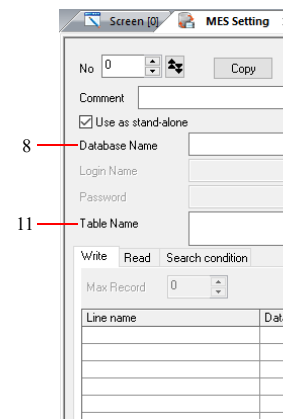 Screen [0] MES Setting
No 0 Copy
Comment
Use as stand-alone
8 Database Name
Login Name
Password
11 Table Name
Write Read Search condition
Max Record 0
Line name Dat